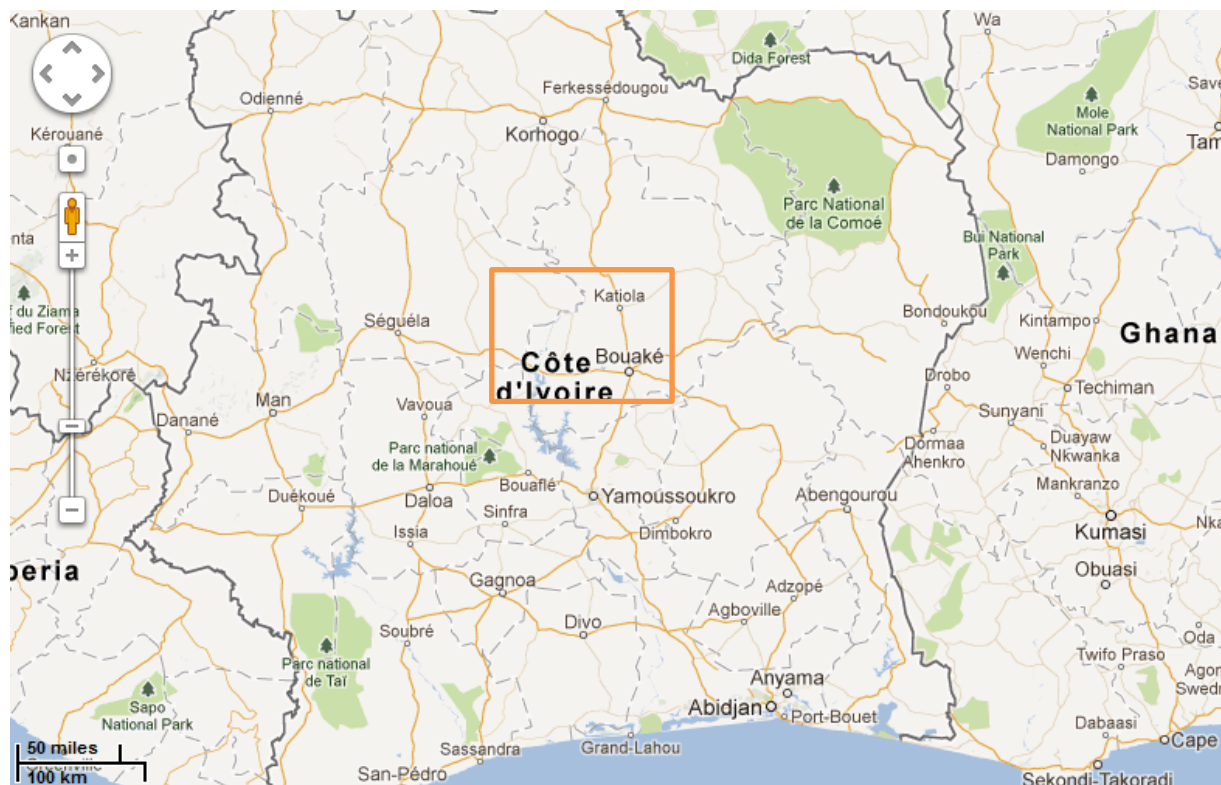 Kankan
Wa
Dida Forest
Save
Ferkessédougou
Odienné
Mole
National Park
Kérouané
Korhogo
Tam
Damongo
Parc National
de la Comoé
enta
Bui National
Park
Katiola
f du Ziama
fied Forest
Bondoukou
Séguéla
Kintampo
Ghana
Côte
d'Ivoire
Bouaké
Wenchi
Nzérékoré
Drobo
Techiman
Man
Vavoua
Sunyani
Danané
Parc national
de la Marahoué
Dormaa
Ahenkro
Duayaw
Nkwanka
Bouaflé
Mankranzo
Duékoué
Daloa
Yamoussoukro
Abengourou
Sinfra
Issia
Dimbokro
Kumasi
Nka
beria
Gagnoa
Adzopé
Obuasi
Agboville
Divo
Soubré
Oda
Parc national
de Taï
Twifo Praso
Anyama
Agon
Swedr
Sapo
National Park
Abidjan
Port-Bouet
Dabaasi
Cape
50 miles
Sassandra
Grand-Lahou
Greenville
100 km
San-Pédro
Sekondi-Takoradi